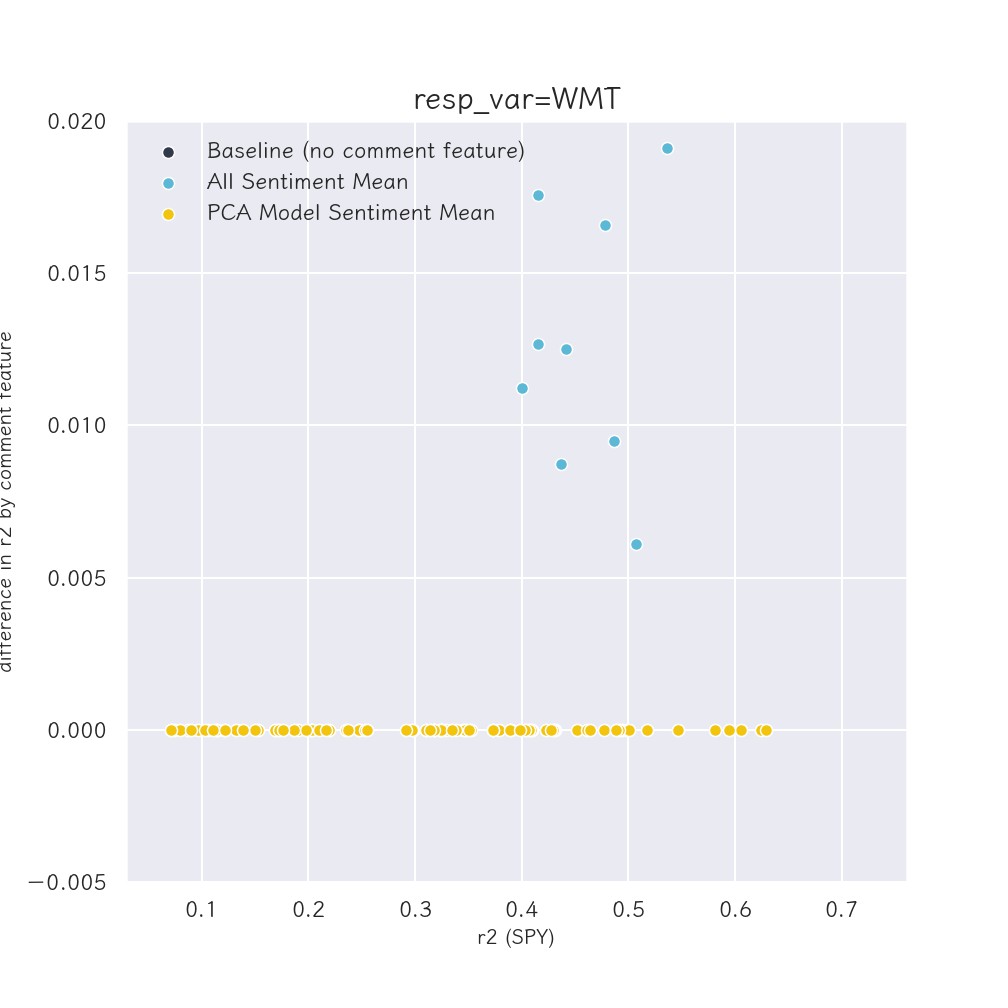 resp_var=WMT
Baseline (no comment feature)
All Sentiment Mean
PCA Model Sentiment Mean
0.020
0.015
0.010
0.005
0.000
−0.005
difference in r2 by comment feature
0.1 0.2 0.3 0.4 0.5 0.6 0.7
r2 (SPY)